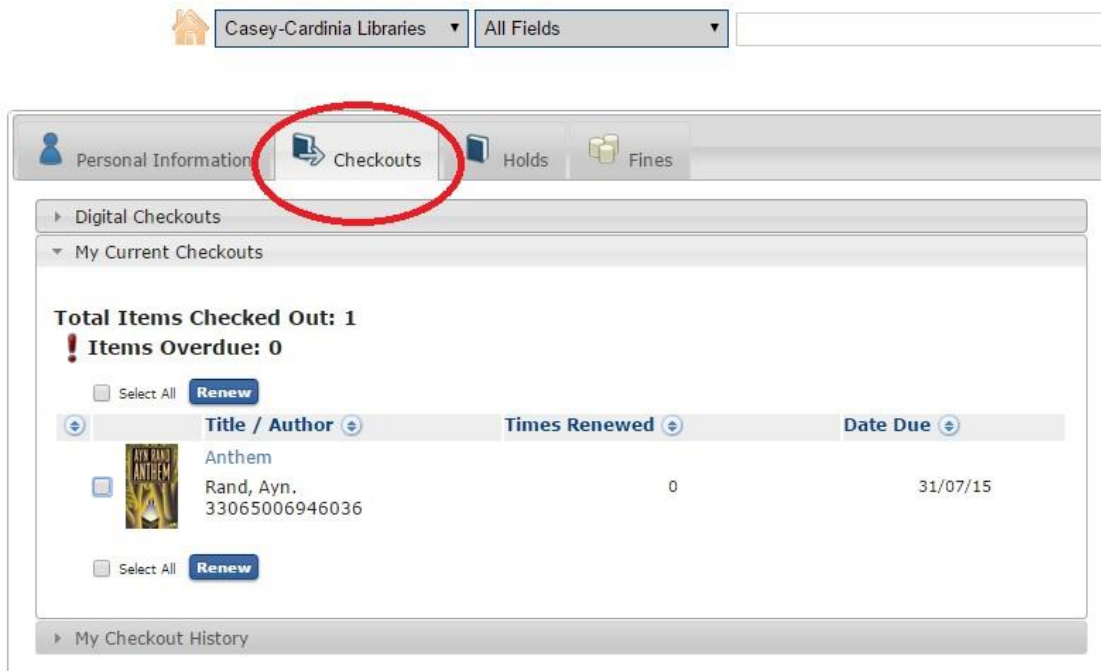 Casey-Cardinia Libraries All Fields
Personal Information Checkouts Holds Fines
Digital Checkouts
My Current Checkouts
Total Items Checked Out: 1
! Items Overdue: 0
Select All Renew
Title / Author Times Renewed Date Due
AYN RAND
ANTHEM
Anthem
Rand, Ayn. 0 31/07/15
33065006946036
Select All Renew
My Checkout History